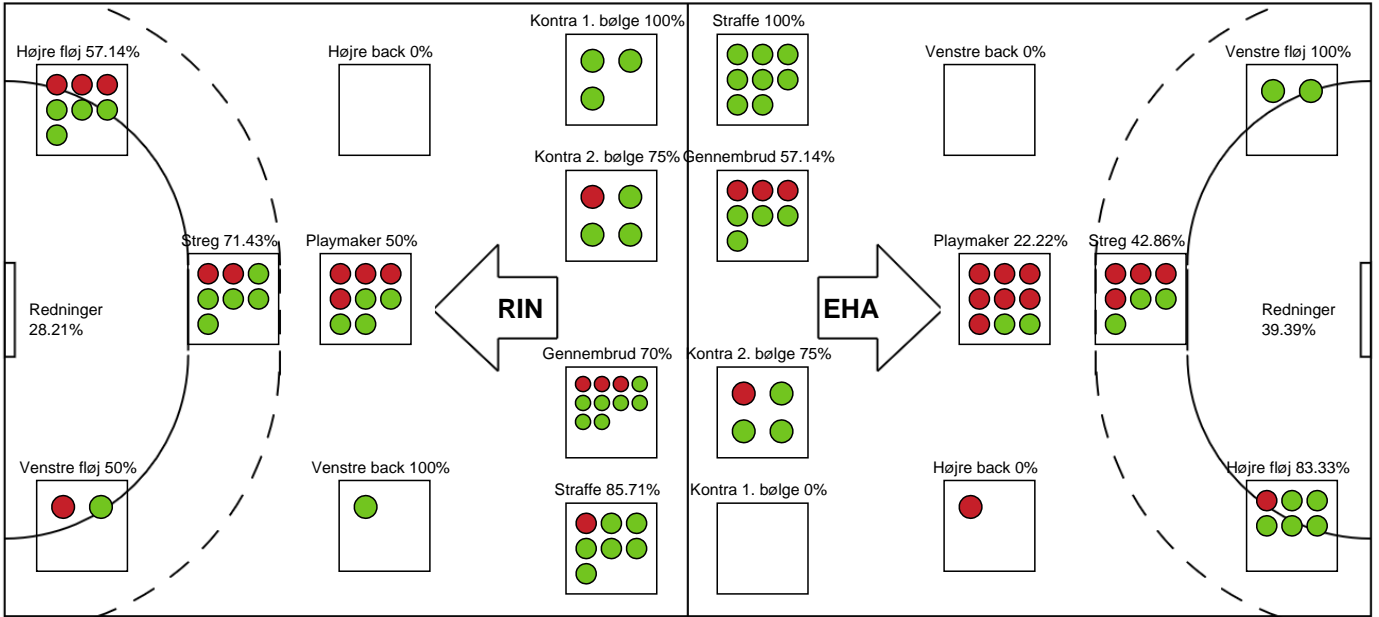 Kontra 1. bølge 100%
Straffe 100%
Højre fløj 57.14%
Højre back 0%
Venstre back 0%
Venstre fløj 100%
Kontra 2. bølge 75%
Gennembrud 57.14%
Streg 71.43%
Playmaker 50%
Playmaker 22.22%
Streg 42.86%
Redninger
28.21%
RIN
EHA
Redninger
39.39%
Gennembrud 70%
Kontra 2. bølge 75%
Venstre fløj 50%
Venstre back 100%
Straffe 85.71%
Kontra 1. bølge 0%
Højre back 0%
Højre fløj 83.33%